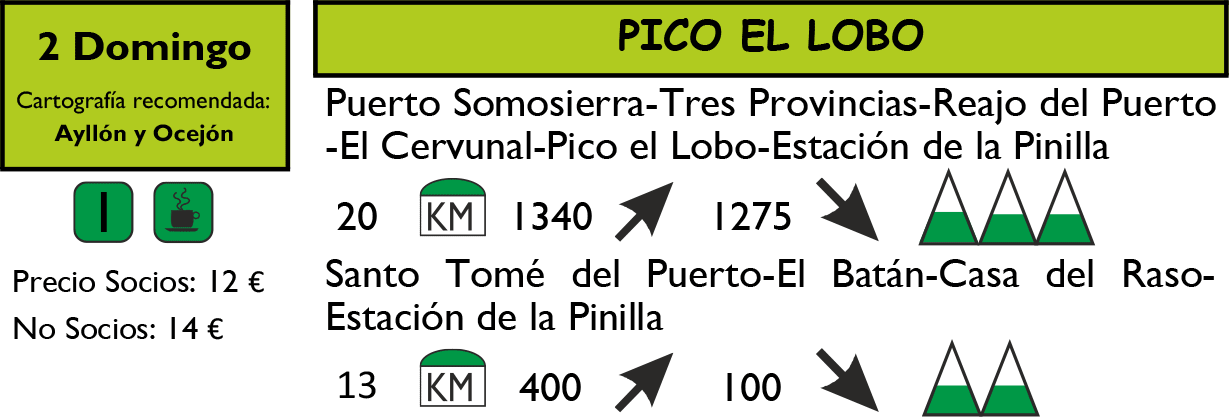 2 Domingo
Cartografía recomendada:
Ayllón y Ocejón
I
Precio Socios: 12 €
No Socios: 14 €
PICO EL LOBO
Puerto Somosierra-Tres Provincias-Reajo del Puerto
-El Cervunal-Pico el Lobo-Estación de la Pinilla
20 KM 1340 1275
Santo Tomé del Puerto-El Batán-Casa del Raso-
Estación de la Pinilla
13 KM 400 100